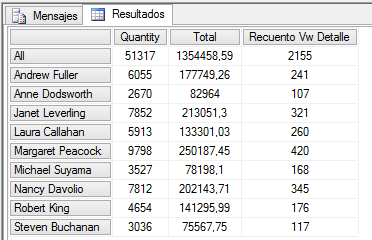 Mensajes Resultados
Quantity Total Recuento Vw Detalle
All 51317 1354458,59 2155
Andrew Fuller 6055 177749,26 241
Anne Dodsworth 2670 82964 107
Janet Leverling 7852 213051,3 321
Laura Callahan 5913 133301,03 260
Margaret Peacock 9798 250187,45 420
Michael Suyama 3527 78198,1 168
Nancy Davolio 7812 202143,71 345
Robert King 4654 141295,99 176
Steven Buchanan 3036 75567,75 117